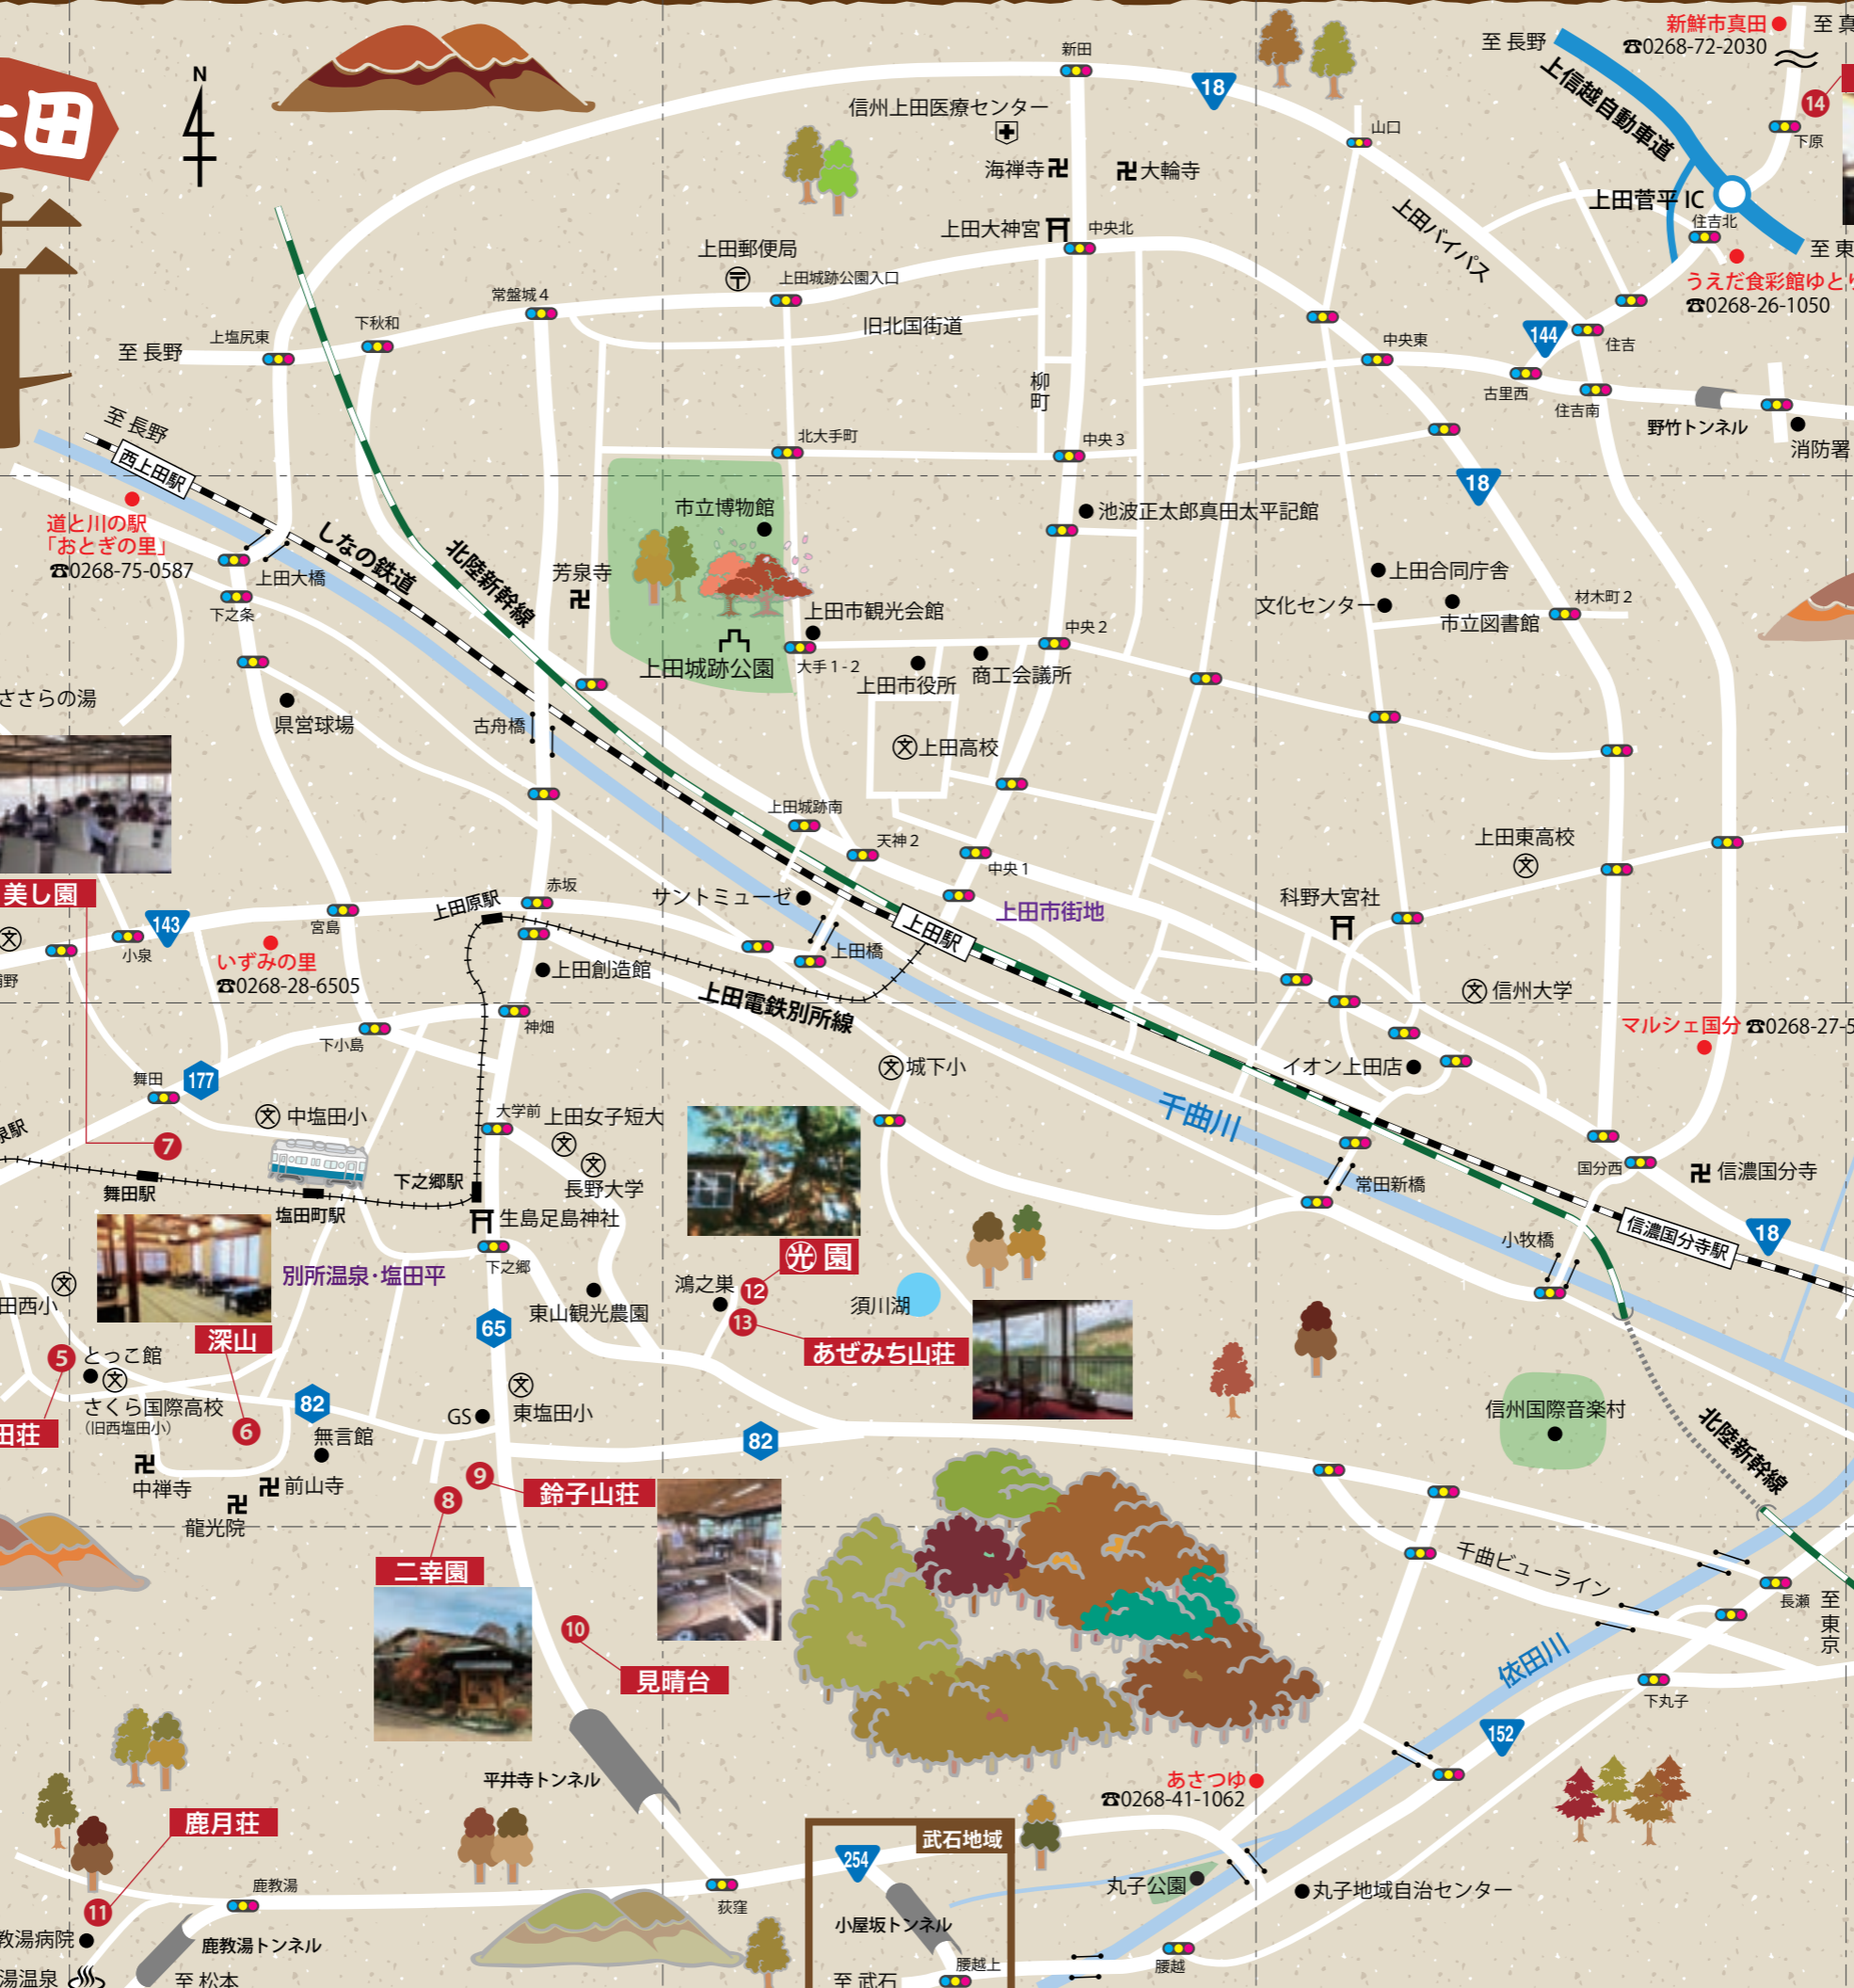 田
N
新田
18
至 長野
新鮮市真田
☎0268-72-2030
上信越自動車道
14
下原
信州上田医療センター
山口
海禅寺
大輪寺
上田菅平 IC
住吉北
上田大神宮
中央北
上田バイパス
上田郵便局
上田城跡公園入口
うえだ食彩館ゆとり
☎0268-26-1050
常盤城4
旧北国街道
上塩尻東
下秋和
至 長野
144
住吉
中央東
柳町
古里西
住吉南
野竹トンネル
消防署
至 長野
西上田駅
北大手町
中央3
18
道と川の駅
「おとぎの里」
☎0268-75-0587
市立博物館
池波正太郎真田太平記館
しなの鉄道
北陸新幹線
上田大橋
芳泉寺
上田合同庁舎
文化センター
市立図書館
材木町2
下之条
上田市観光会館
中央2
上田城跡公園
大手1-2
上田市役所
商工会議所
ささらの湯
県営球場
古舟橋
上田高校
上田城跡南
天神2
中央1
上田東高校
美し園
赤坂
上田原駅
サントミューゼ
上田市街地
科野大宮社
143
宮島
小泉
上田駅
上田橋
いずみの里
☎0268-28-6505
上田創造館
上田電鉄別所線
信州大学
神畑
下小島
マルシェ国分 ☎0268-27-5
城下小
イオン上田店
舞田
177
中塩田小
大学前
上田女子短大
千曲川
7
長野大学
下之郷駅
舞田駅
塩田町駅
生島足島神社
常田新橋
国分西
信濃国分寺
信濃国分寺駅
18
小牧橋
別所温泉・塩田平
下之郷
光 園
鴻之巣
12
13
須川湖
田西小
東山観光農園
65
深山
あぜみち山荘
5
とっこ館
さくら国際高校
(旧西塩田小)
82
田荘
6
GS
東塩田小
82
信州国際音楽村
北陸新幹線
無言館
中禅寺
前山寺
龍光院
9
鈴子山荘
8
二幸園
千曲ビューライン
長瀬
至 東京
10
見晴台
依田川
下丸子
152
平井寺トンネル
あさつゆ
☎0268-41-1062
鹿月荘
武石地域
254
鹿教湯
荻窪
丸子公園
丸子地域自治センター
11
教湯病院
鹿教湯トンネル
小屋坂トンネル
湯温泉
至 松本
至 武石
腰越上
腰越